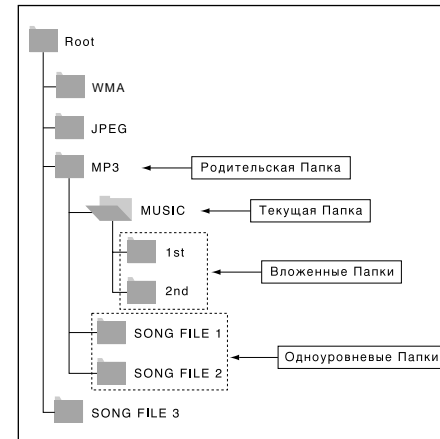 Root
WMA
JPEG
MP3
Родительская Папка
MUSIC
Текущая Папка
1st
Вложенные Папки
2nd
SONG FILE 1
Одноуровневые Папки
SONG FILE 2
SONG FILE 3